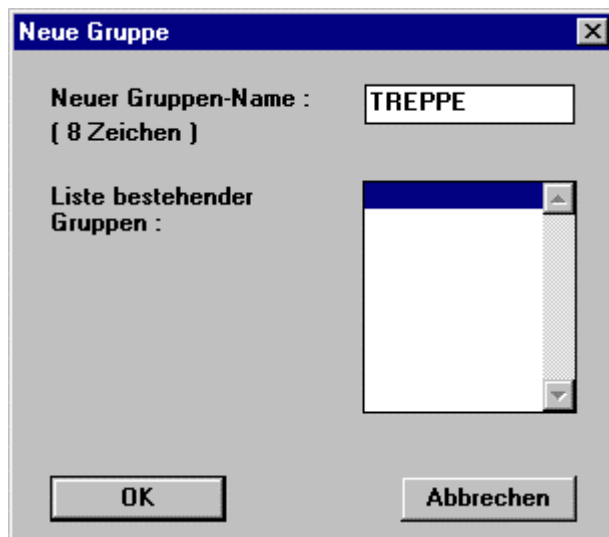 Neue Gruppe
Neuer Gruppen-Name :
TREPPE
( 8 Zeichen )
Liste bestehender
Gruppen :
OK
Abbrechen